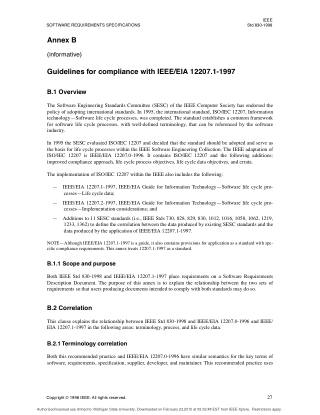 IEEE
SOFTWARE REQUIREMENTS SPECIFICATIONS Std 830-1998
Annex B
(informative)
Guidelines for compliance with IEEE/EIA 12207.1-1997
B.1 Overview
The Software Engineering Standards Committee (SESC) of the IEEE Computer Society has endorsed the
policy of adopting international standards. In 1995, the international standard, ISO/IEC 12207, Information
technology—Software life cycle processes, was completed. The standard establishes a common framework
for software life cycle processes, with well-defined terminology, that can be referenced by the software
industry.
In 1995 the SESC evaluated ISO/IEC 12207 and decided that the standard should be adopted and serve as
the basis for life cycle processes within the IEEE Software Engineering Collection. The IEEE adaptation of
ISO/IEC 12207 is IEEE/EIA 12207.0-1996. It contains ISO/IEC 12207 and the following additions:
improved compliance approach, life cycle process objectives, life cycle data objectives, and errata.
The implementation of ISO/IEC 12207 within the IEEE also includes the following:
— IEEE/EIA 12207.1-1997, IEEE/EIA Guide for Information Technology—Software life cycle pro-
cesses—Life cycle data;
— IEEE/EIA 12207.2-1997, IEEE/EIA Guide for Information Technology—Software life cycle pro-
cesses—Implementation considerations; and
— Additions to 11 SESC standards (i.e., IEEE Stds 730, 828, 829, 830, 1012, 1016, 1058, 1062, 1219,
1233, 1362) to define the correlation between the data produced by existing SESC standards and the
data produced by the application of IEEE/EIA 12207.1-1997.
NOTE—Although IEEE/EIA 12207.1-1997 is a guide, it also contains provisions for application as a standard with spe-
cific compliance requirements. This annex treats 12207.1-1997 as a standard.
B.1.1 Scope and purpose
Both IEEE Std 830-1998 and IEEE/EIA 12207.1-1997 place requirements on a Software Requirements
Description Document. The purpose of this annex is to explain the relationship between the two sets of
requirements so that users producing documents intended to comply with both standards may do so.
B.2 Correlation
This clause explains the relationship between IEEE Std 830-1998 and IEEE/EIA 12207.0-1996 and IEEE/
EIA 12207.1-1997 in the following areas: terminology, process, and life cycle data.
B.2.1 Terminology correlation
Both this recommended practice and IEEE/EIA 12207.0-1996 have similar semantics for the key terms of
software, requirements, specification, supplier, developer, and maintainer. This recommended practice uses
Copyright © 1998 IEEE. All rights reserved. 27